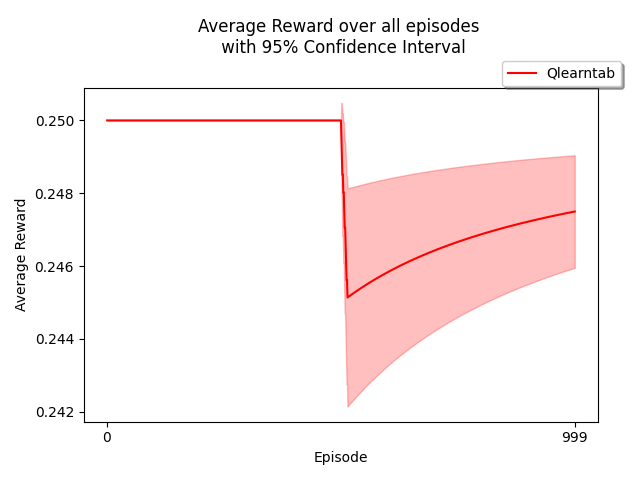 Average Reward over all episodes
with 95% Confidence Interval
Qlearntab
0.250
0.248
0.246
0.244
0.242
Average Reward
0
999
Episode